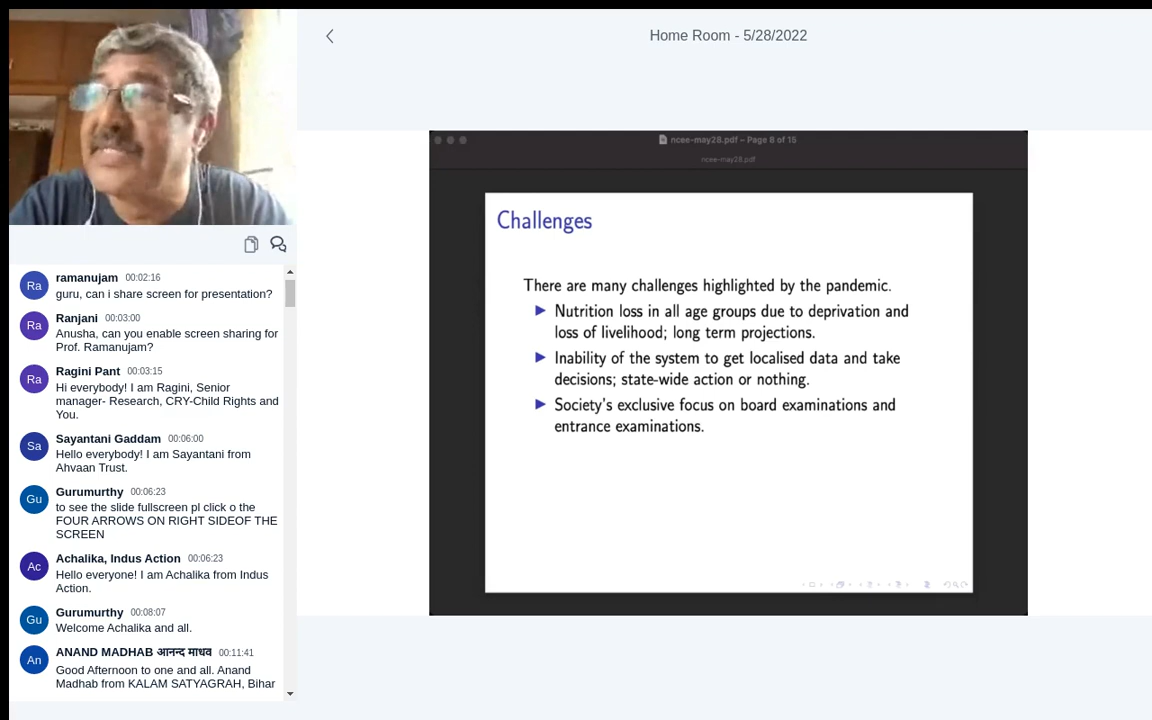 Home Room - 5/28/2022
Ra
ramanujam 00:02:16
guru, can i share screen for presentation?
Ra
Ranjani 00:03:00
Anusha, can you enable screen sharing for
Prof. Ramanujam?
Ra
Ragini Pant 00:03:15
Hi everybody! I am Ragini, Senior
manager- Research, CRY-Child Rights and
You.
Sa
Sayantani Gaddam 00:06:00
Hello everybody! I am Sayantani from
Ahvaan Trust.
Gu
Gurumurthy 00:06:23
to see the slide fullscreen pl click o the
FOUR ARROWS ON RIGHT SIDEOF THE
SCREEN
Ac
Achalika, Indus Action 00:06:23
Hello everyone! I am Achalika from Indus
Action.
Gu
Gurumurthy 00:08:07
Welcome Achalika and all.
An
ANAND MADHAB आनन्द माधव 00:11:41
Good Afternoon to one and all. Anand
Madhab from KALAM SATYAGRAH, Bihar
ncee-may28.pdf – Page 8 of 15
ncee-may28.pdf
Challenges
There are many challenges highlighted by the pandemic.
Nutrition loss in all age groups due to deprivation and
loss of livelihood; long term projections.
Inability of the system to get localised data and take
decisions; state-wide action or nothing.
Society's exclusive focus on board examinations and
entrance examinations.